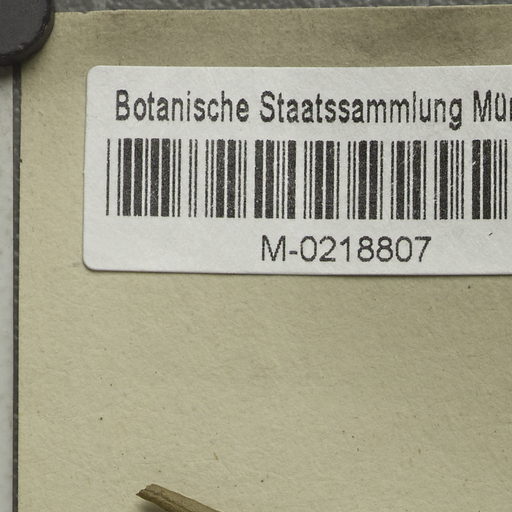 Botanische Staatssammlung Mü
M-0218807